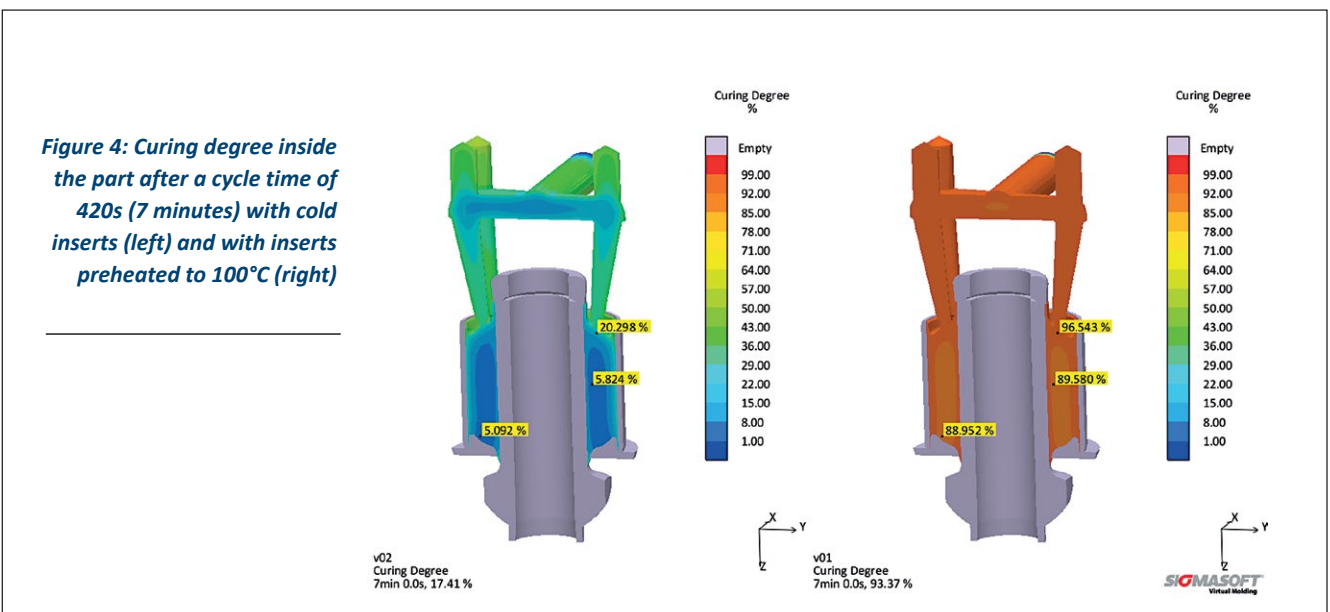 Figure 4: Curing degree inside
the part after a cycle time of
420s (7 minutes) with cold
inserts (left) and with inserts
preheated to 100°C (right)
Curing Degree
%
Empty
99.00
92.00
85.00
78.00
71.00
64.00
57.00
50.00
43.00
36.00
29.00
22.00
15.00
8.00
1.00
20.298 %
5.824 %
5.092 %
X
Y
Z
v02
Curing Degree
7min 0.0s, 17.41 %
Curing Degree
%
Empty
99.00
92.00
85.00
78.00
71.00
64.00
57.00
50.00
43.00
36.00
29.00
22.00
15.00
8.00
1.00
96.543 %
89.580 %
88.952 %
X
Y
Z
v01
Curing Degree
7min 0.0s, 93.37 %
SIGMASOFT
Virtual Molding